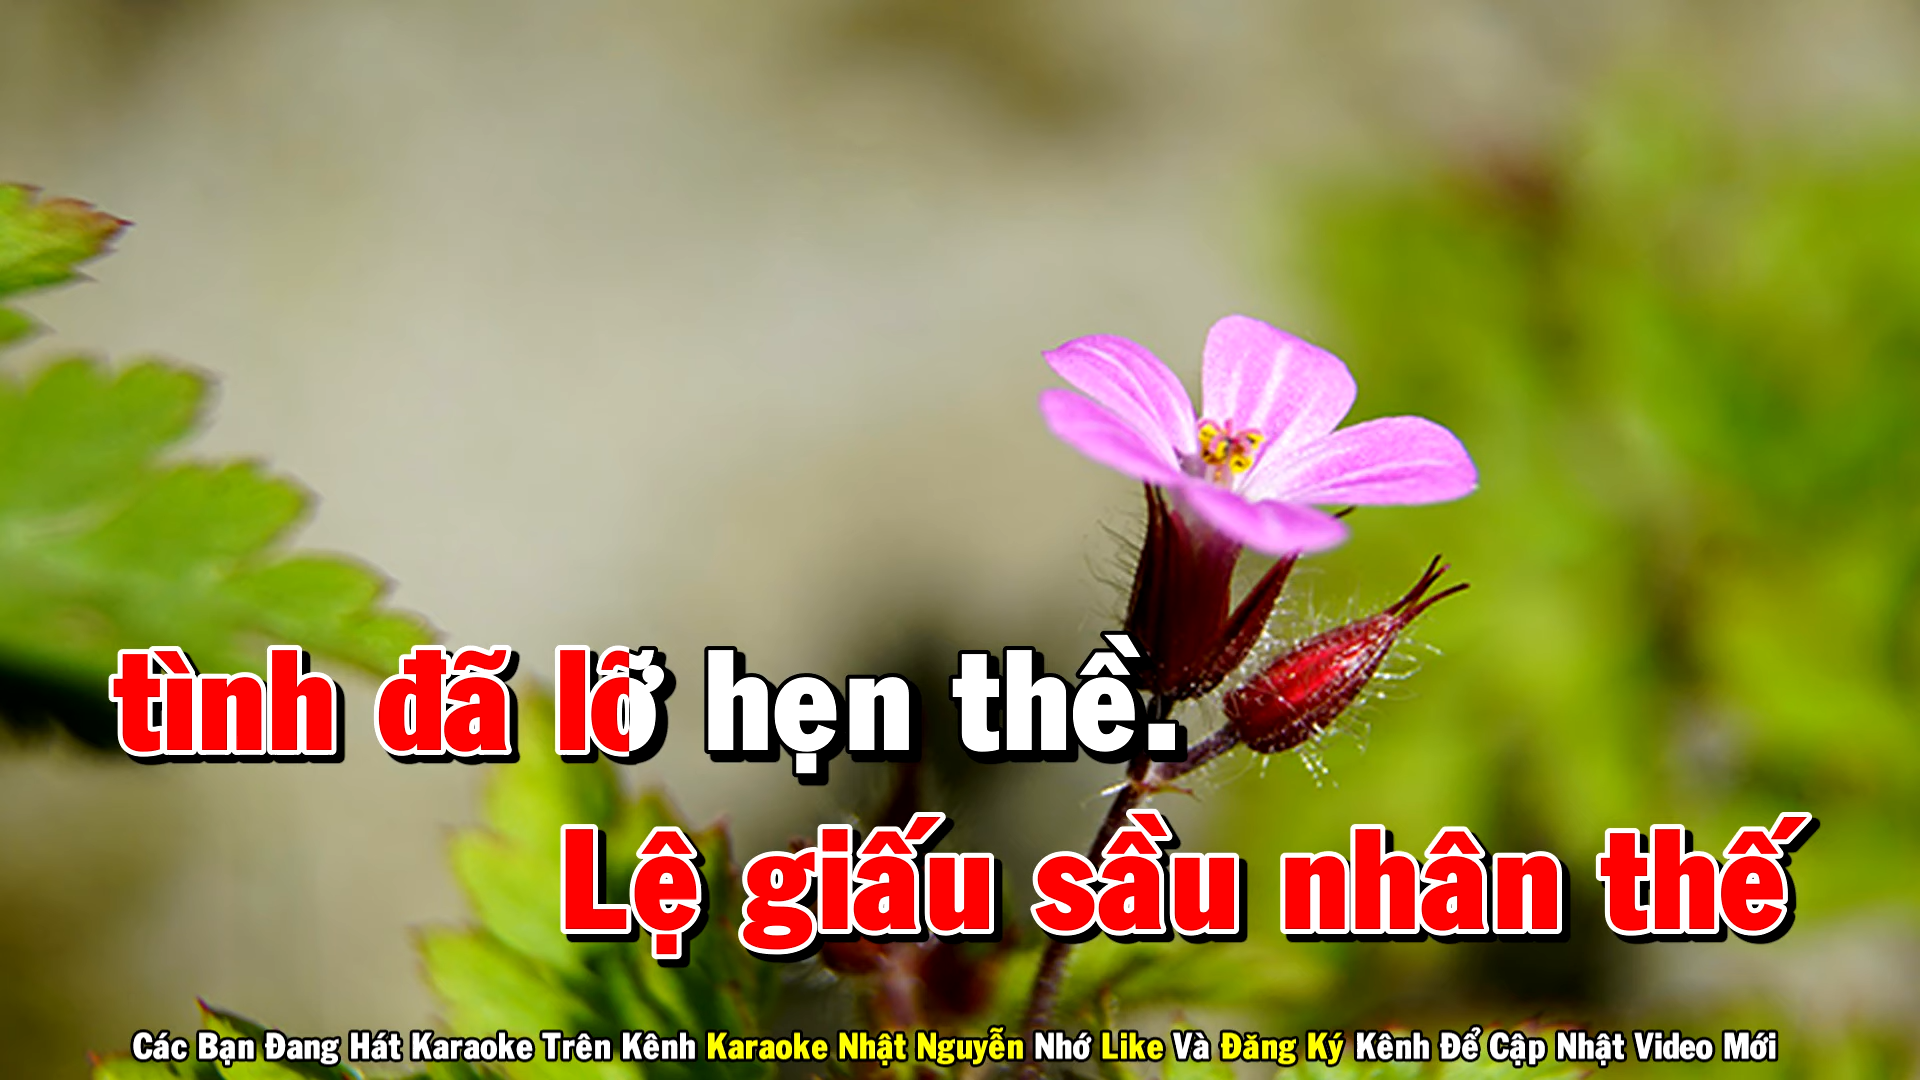 tình đã lỡ hẹn thề.
Lệ giấu sầu nhân thế
Các Bạn Đang Hát Karaoke Trên Kênh Karaoke Nhật Nguyễn Nhớ Like Và Đăng Ký Kênh Để Cập Nhật Video Mới